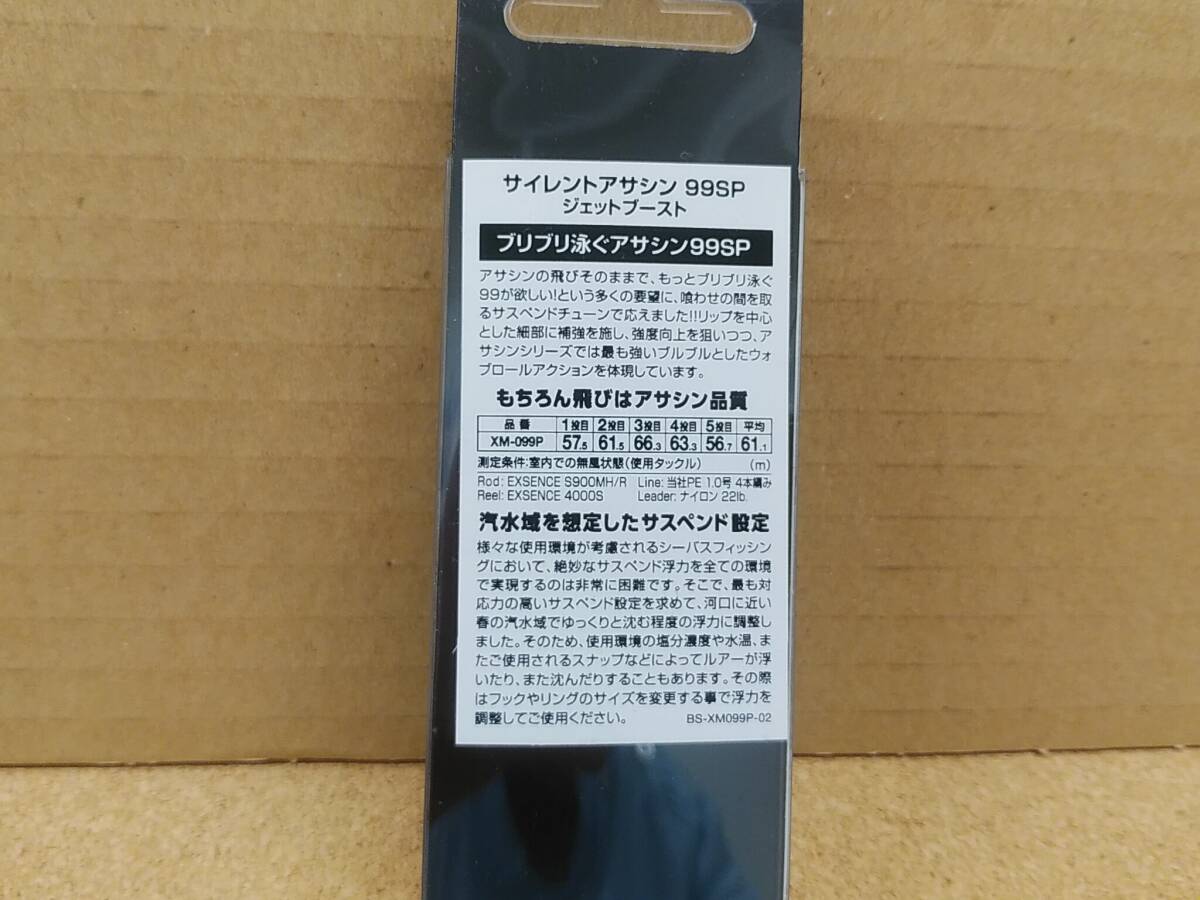 サイレントアサシン 99SP
ジェットブースト
ブリブリ泳ぐアサシン99SP
アサシンの飛びそのままで、もっとブリブリ泳ぐ
99が欲しい!という多くの要望に、喰わせの間を取
るサスペンドチューンで応えました!!リップを中心
とした細部に補強を施し、強度向上を狙いつつ、ア
サシンシリーズでは最も強いブルブルとしたウォ
ブロールアクションを体現しています。
もちろん飛びはアサシン品質
品番 1投目 2投目 3投目 4投目 5投目 平均
XM-099P 57.5 61.5 66.3 63.3 56.7 61.1
測定条件:室内での無風状態(使用タックル) (m)
Rod: EXSENCE S900MH/R Line: 当社PE 1.0号 4本編み
Reel: EXSENCE 4000S Leader: ナイロン 22lb.
汽水域を想定したサスペンド設定
様々な使用環境が考慮されるシーバスフィッシン
グにおいて、絶妙なサスペンド浮力を全ての環境
で実現するのは非常に困難です。そこで、最も対
応力の高いサスペンド設定を求めて、河口に近い
春の汽水域でゆっくりと沈む程度の浮力に調整し
ました。そのため、使用環境の塩分濃度や水温、ま
たご使用されるスナップなどによってルアーが浮
いたり、また沈んだりすることもあります。その際
はフックやリングのサイズを変更する事で浮力を
調整してご使用ください。 BS-XM099P-02